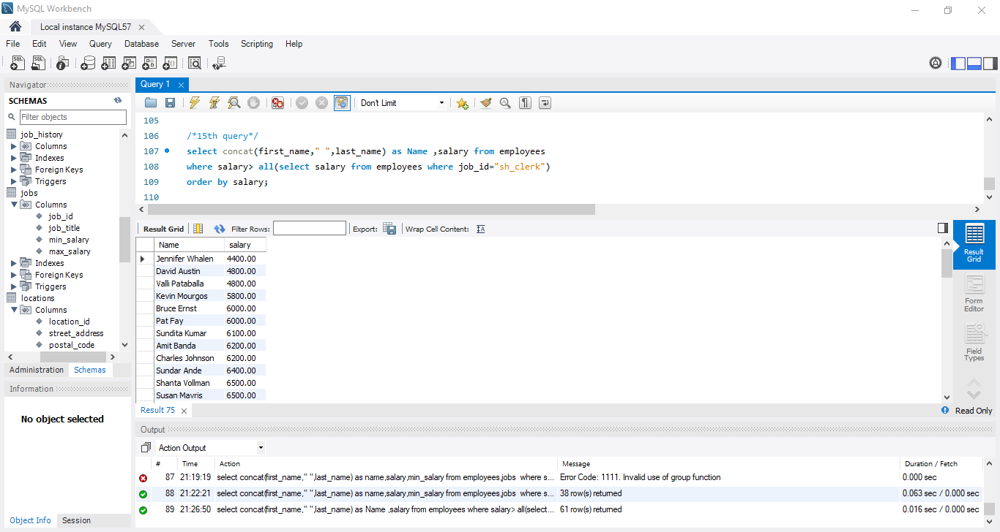 MySQL Workbench
Local instance MySQL57
File Edit View Query Database Server Tools Scripting Help
Navigator
SCHEMAS
Filter objects
job_history
Columns
Indexes
Foreign Keys
Triggers
jobs
Columns
job_id
job_title
min_salary
max_salary
Indexes
Foreign Keys
Triggers
locations
Columns
location_id
street_address
postal_code
Administration Schemas
Information
No object selected
Object Info Session
Query 1
Don't Limit
105
106 /*15th query*/
107 select concat(first_name," ",last_name) as Name ,salary from employees
108 where salary> all(select salary from employees where job_id="sh_clerk")
109 order by salary;
110
Result Grid Filter Rows: Export: Wrap Cell Content:
Name salary
Jennifer Whalen 4400.00
David Austin 4800.00
Valli Pataballa 4800.00
Kevin Mourgos 5800.00
Bruce Ernst 6000.00
Pat Fay 6000.00
Sundita Kumar 6100.00
Amit Banda 6200.00
Charles Johnson 6200.00
Sundar Ande 6400.00
Shanta Vollman 6500.00
Susan Mavris 6500.00
Result Grid
Form Editor
Field Types
Result 75
Read Only
Output
Action Output
# Time Action Message Duration / Fetch
87 21:19:19 select concat(first_name," ",last_name) as name,salary,min_salary from employees,jobs where s... Error Code: 1111. Invalid use of group function 0.000 sec
88 21:22:21 select concat(first_name," ",last_name) as name,salary,min_salary from employees,jobs where s... 38 row(s) returned 0.063 sec / 0.000 sec
89 21:26:50 select concat(first_name," ",last_name) as Name ,salary from employees where salary> all(select... 61 row(s) returned 0.016 sec / 0.000 sec